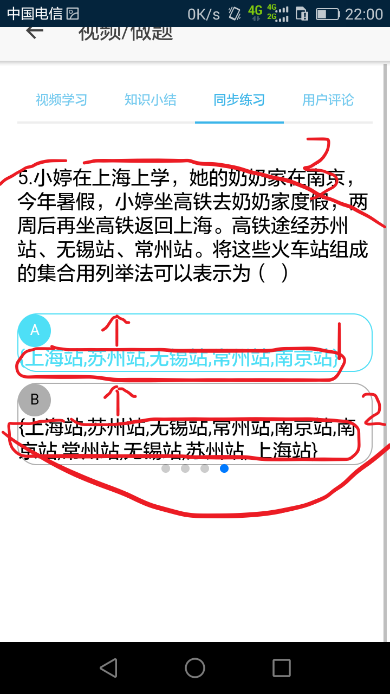 中国电信 0K/s 4G 4G 2G 22:00
视频/做题
视频学习 知识小结 同步练习 用户评论
3
5.小婷在上海上学，她的奶奶家在南京，
今年暑假，小婷坐高铁去奶奶家度假，两
周后再坐高铁返回上海。高铁途经苏州
站、无锡站、常州站。将这些火车站组成
的集合用列举法可以表示为（ ）
A
1
{上海站,苏州站,无锡站,常州站,南京站}
B
2
{上海站,苏州站,无锡站,常州站,南京站,南
京站,常州站,无锡站,苏州站, 上海站}